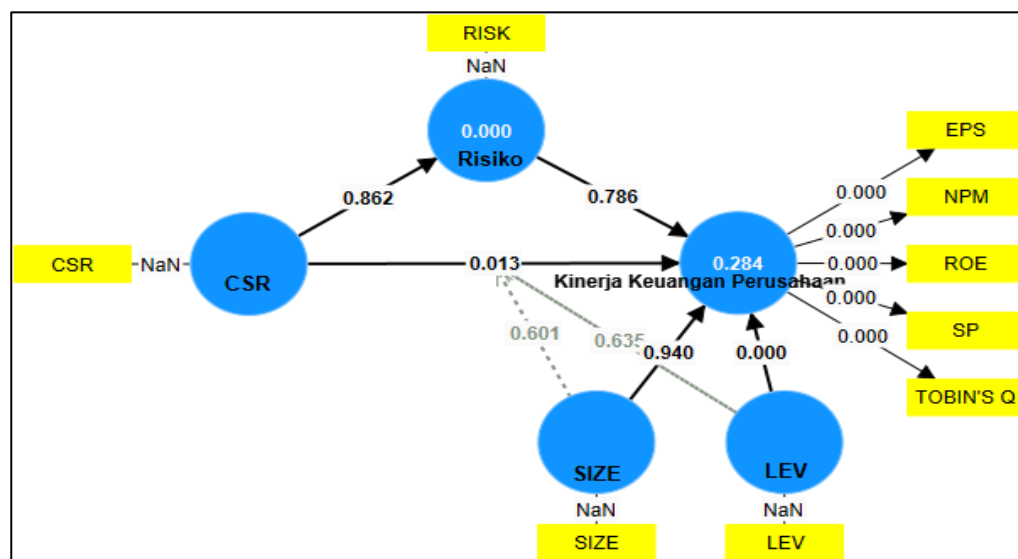 RISK
NaN
0.000
Risiko
EPS
0.862
0.786
0.000
NPM
0.000
CSR
NaN
CSR
0.013
Kinerja Keuangan Perusahaan
0.284
0.000
ROE
0.000
SP
0.601
0.635
0.940
0.000
0.000
TOBIN'S Q
SIZE
LEV
NaN
NaN
SIZE
LEV